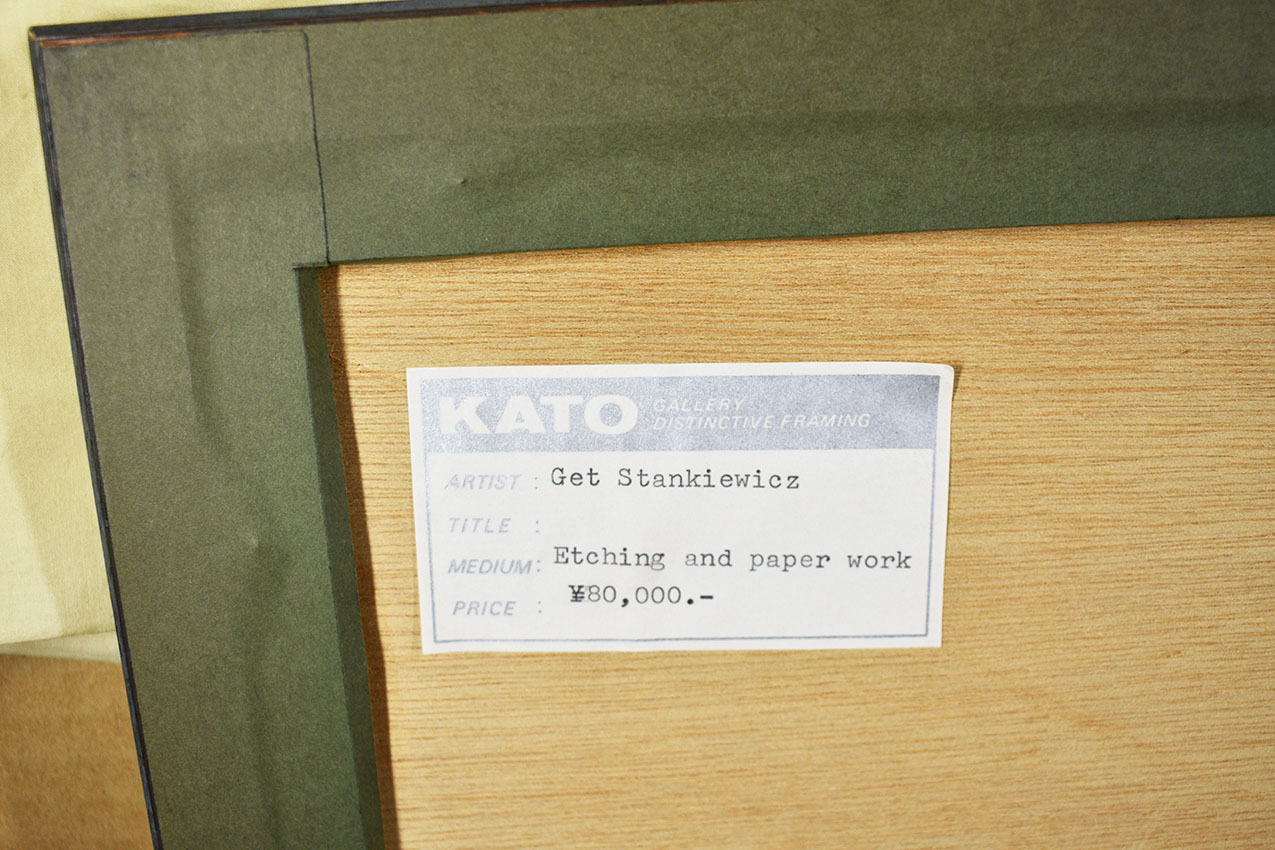 KATO GALLERY
DISTINCTIVE FRAMING
ARTIST : Get Stankiewicz
TITLE :
MEDIUM: Etching and paper work
PRICE : ¥80,000.-